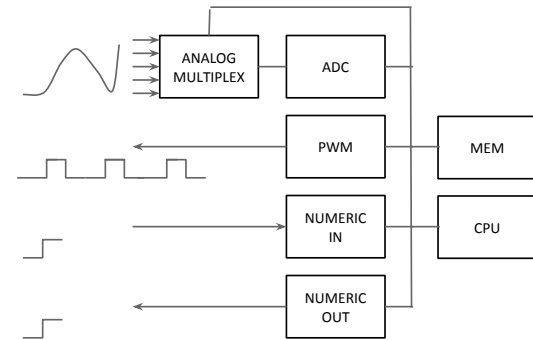 ANALOG
MULTIPLEX
ADC
PWM
MEM
NUMERIC
IN
CPU
NUMERIC
OUT